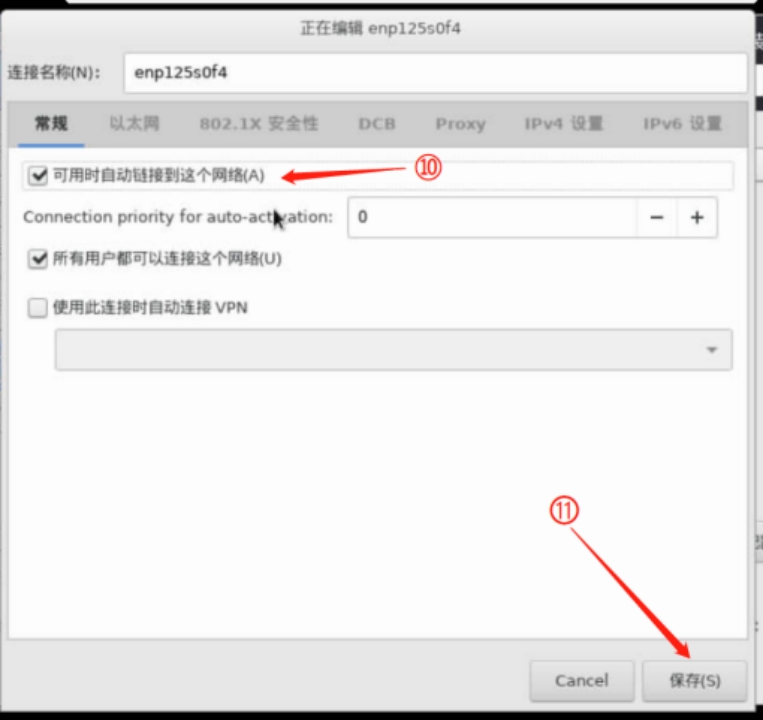 正在编辑 enp125s0f4
连接名称(N)： enp125s0f4
常规 以太网 802.1X 安全性 DCB Proxy IPv4 设置 IPv6 设置
可用时自动链接到这个网络(A) ⑩
Connection priority for auto-activation: 0 − +
所有用户都可以连接这个网络(U)
使用此连接时自动连接 VPN
⑪
Cancel 保存(S)